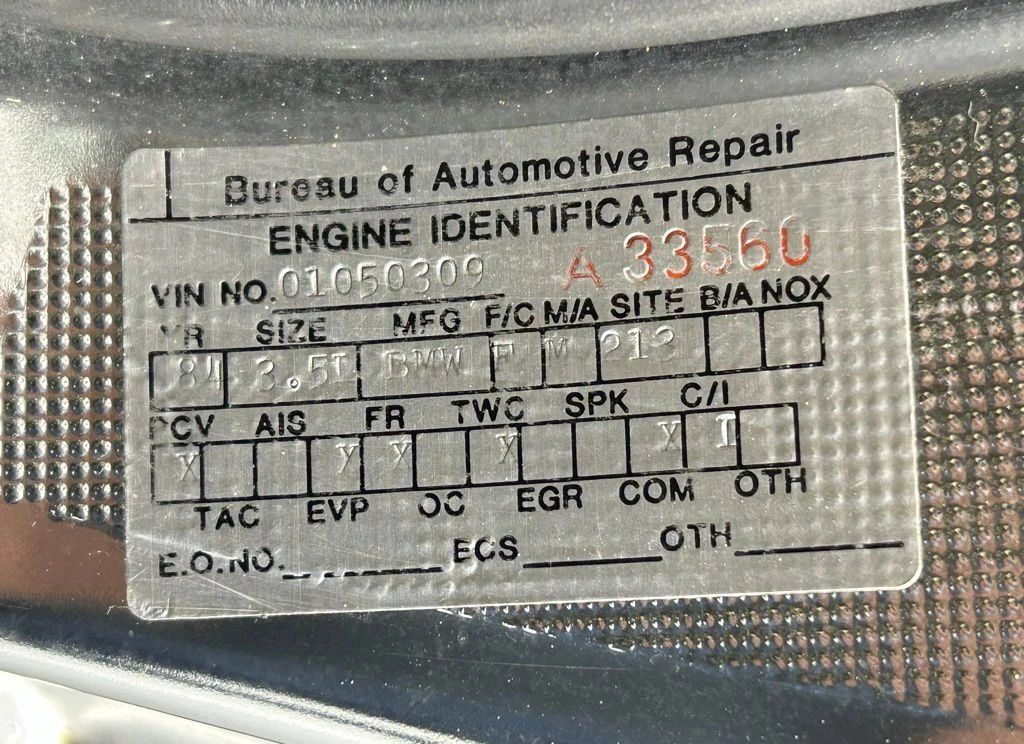 Bureau of Automotive Repair
ENGINE IDENTIFICATION
A 33560
VIN NO. 01050309
YR SIZE MFG F/C M/A SITE B/A NOX
84 3.5L BMW F M 213
PCV AIS FR TWC SPK C/I
X Y X X X I
TAC EVP OC EGR COM OTH
E.O.NO. ECS OTH